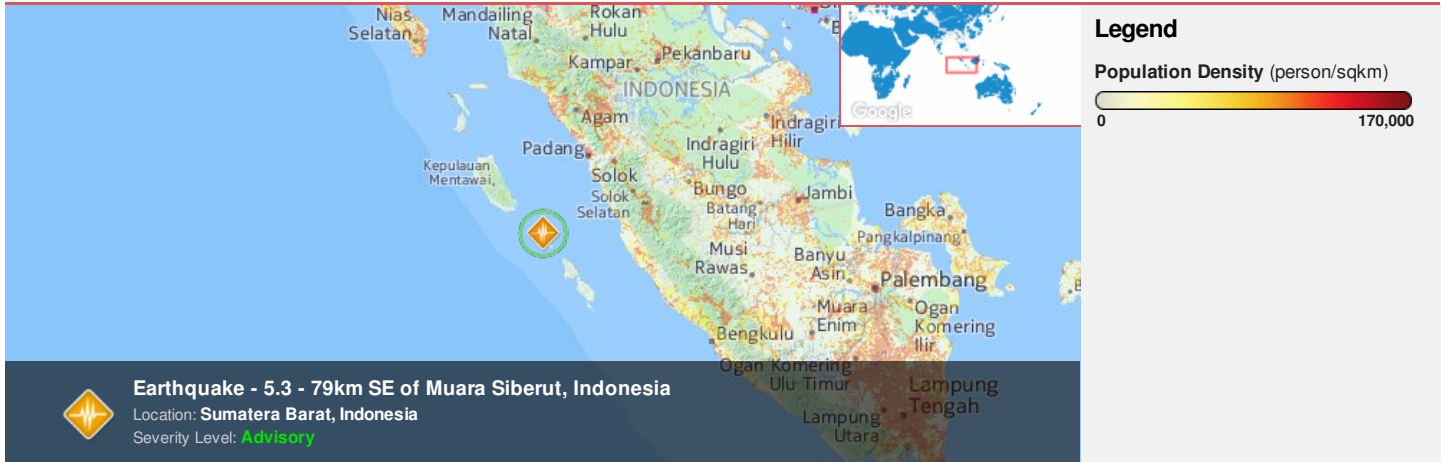 Nias
Selatan
Mandailing
Natal
Rokan
Hulu
Kampar
Pekanbaru
INDONESIA
Agam
Indragiri
Hilir
Padang
Indragiri
Hulu
Kepulauan
Mentawai,
Solok
Solok
Selatan
Bungo
Batang
Hari
Jambi
Bangka
Pangkalpinang
Musi
Rawas
Banyu
Asin
Palembang
Muara
Enim
Ogan
Komering
Ilir
Bengkulu
Ogan Komering
Ulu Timur
Lampung
Tengah
Lampung
Utara
Google
Earthquake - 5.3 - 79km SE of Muara Siberut, Indonesia
Location: Sumatera Barat, Indonesia
Severity Level: Advisory
Legend
Population Density (person/sqkm)
0 170,000